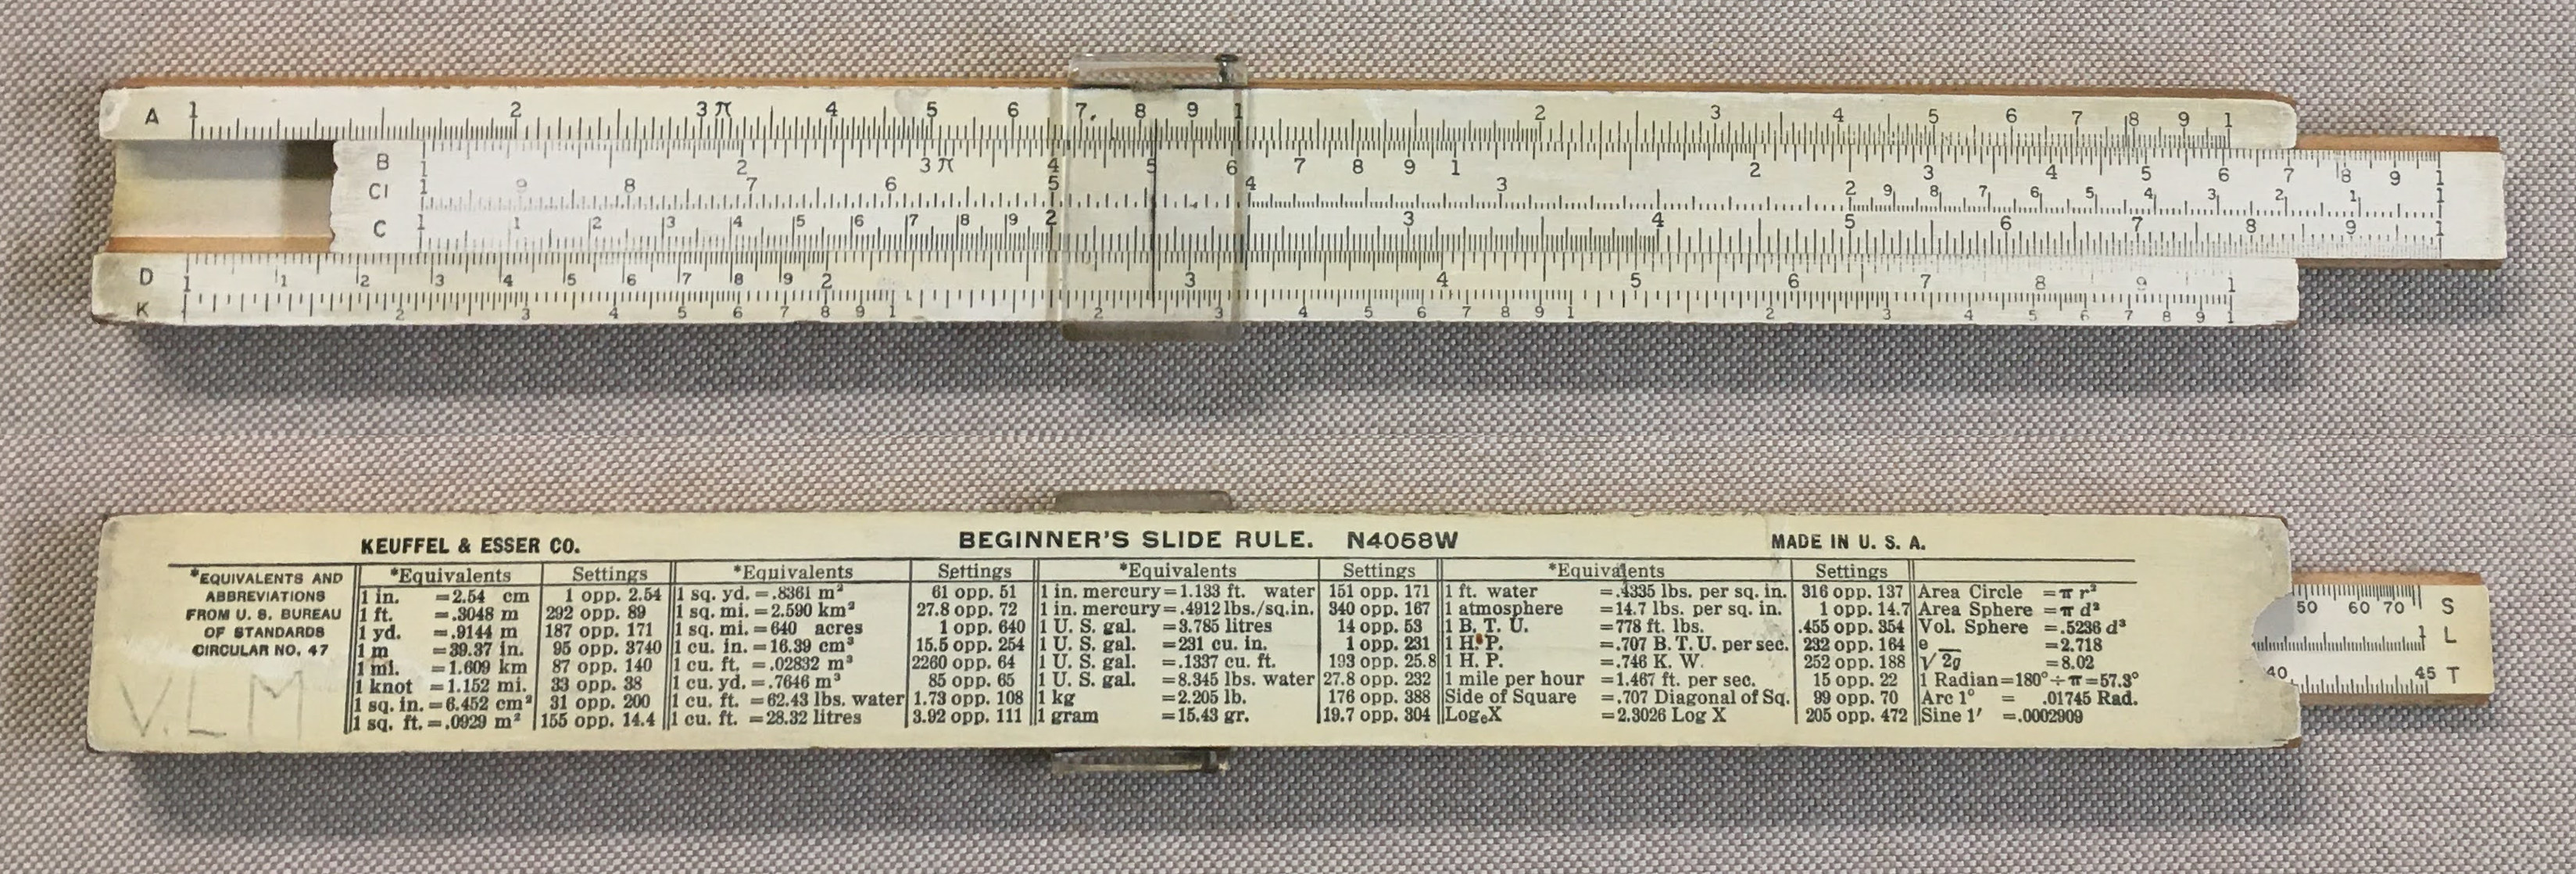 A 1 2 3 π 4 5 6 7 8 9 1 2 3 4 5 6 7 8 9 1
B 1 2 3 π 4 5 6 7 8 9 1 2 3 4 5 6 7 8 9 1
CI 1 9 8 7 6 5 4 3 2 9 8 7 6 5 4 3 2 1 1
C 1 1 2 3 4 5 6 7 8 9 2 3 4 5 6 7 8 9 1
D 1 1 2 3 4 5 6 7 8 9 2 3 4 5 6 7 8 9 1
K 2 3 4 5 6 7 8 9 1 2 3 4 5 6 7 8 9 1 2 3 4 5 6 7 8 9 1
KEUFFEL & ESSER CO. BEGINNER'S SLIDE RULE. N4058W MADE IN U. S. A.
*EQUIVALENTS AND *Equivalents Settings *Equivalents Settings *Equivalents Settings *Equivalents Settings
ABBREVIATIONS 1 in. =2.54 cm 1 opp. 2.54 1 sq. yd. =.8361 m² 61 opp. 51 1 in. mercury=1.133 ft. water 151 opp. 171 1 ft. water =.4335 lbs. per sq. in. 316 opp. 137 Area Circle =π r²
FROM U. S. BUREAU 1 ft. =.3048 m 292 opp. 89 1 sq. mi. =2.590 km² 27.8 opp. 72 1 in. mercury=.4912 lbs./sq.in. 340 opp. 167 1 atmosphere =14.7 lbs. per sq. in. 1 opp. 14.7 Area Sphere =π d²
OF STANDARDS 1 yd. =.9144 m 187 opp. 171 1 sq. mi. =640 acres 1 opp. 640 1 U. S. gal. =3.785 litres 14 opp. 53 1 B. T. U. =778 ft. lbs. .455 opp. 354 Vol. Sphere =.5236 d³
CIRCULAR NO. 47 1 m =39.37 in. 95 opp. 3740 1 cu. in. =16.39 cm³ 15.5 opp. 254 1 U. S. gal. =231 cu. in. 1 opp. 231 1 H. P. =.707 B. T. U. per sec. 232 opp. 164 e =2.718
1 mi. =1.609 km 87 opp. 140 1 cu. ft. =.02832 m³ 2260 opp. 64 1 U. S. gal. =.1337 cu. ft. 193 opp. 25.8 1 H. P. =.746 K. W. 252 opp. 188 √2g =8.02
1 knot =1.152 mi. 33 opp. 38 1 cu. yd. =.7646 m³ 85 opp. 65 1 U. S. gal. =8.345 lbs. water 27.8 opp. 232 1 mile per hour =1.467 ft. per sec. 15 opp. 22 1 Radian=180°÷π=57.3°
1 sq. in. =6.452 cm² 31 opp. 200 1 cu. ft. =62.43 lbs. water 1.73 opp. 108 1 kg =2.205 lb. 176 opp. 388 Side of Square =.707 Diagonal of Sq. 99 opp. 70 Arc 1° = .01745 Rad.
1 sq. ft. =.0929 m² 155 opp. 14.4 1 cu. ft. =28.32 litres 3.92 opp. 111 1 gram =15.43 gr. 19.7 opp. 304 LogeX =2.3026 Log X 205 opp. 472 Sine 1′ =.0002909
V.L M
50 60 70 S
1 L
40 45 T